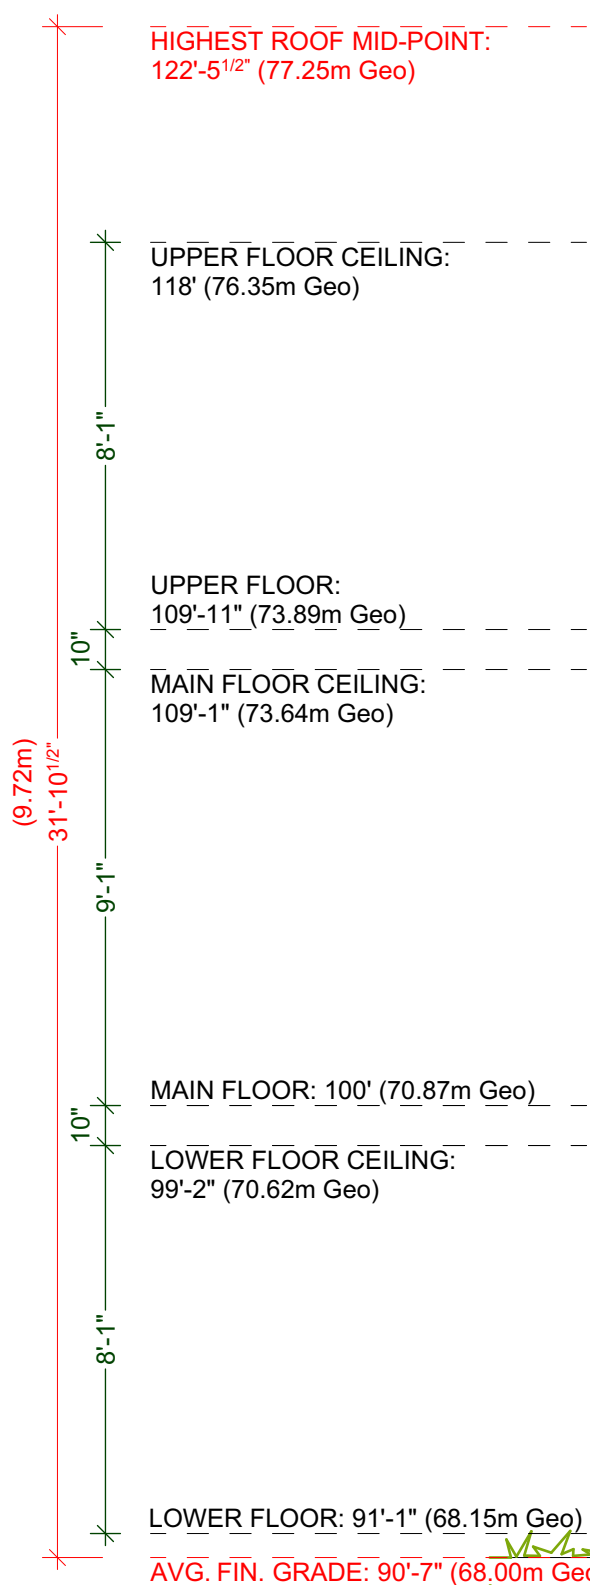 HIGHEST ROOF MID-POINT:
122'-5 1/2" (77.25m Geo)
UPPER FLOOR CEILING:
118' (76.35m Geo)
8'-1"
UPPER FLOOR:
109'-11" (73.89m Geo)
10"
MAIN FLOOR CEILING:
109'-1" (73.64m Geo)
(9.72m)
31'-10 1/2"
9'-1"
MAIN FLOOR: 100' (70.87m Geo)
10"
LOWER FLOOR CEILING:
99'-2" (70.62m Geo)
8'-1"
LOWER FLOOR: 91'-1" (68.15m Geo)
AVG. FIN. GRADE: 90'-7" (68.00m Geo